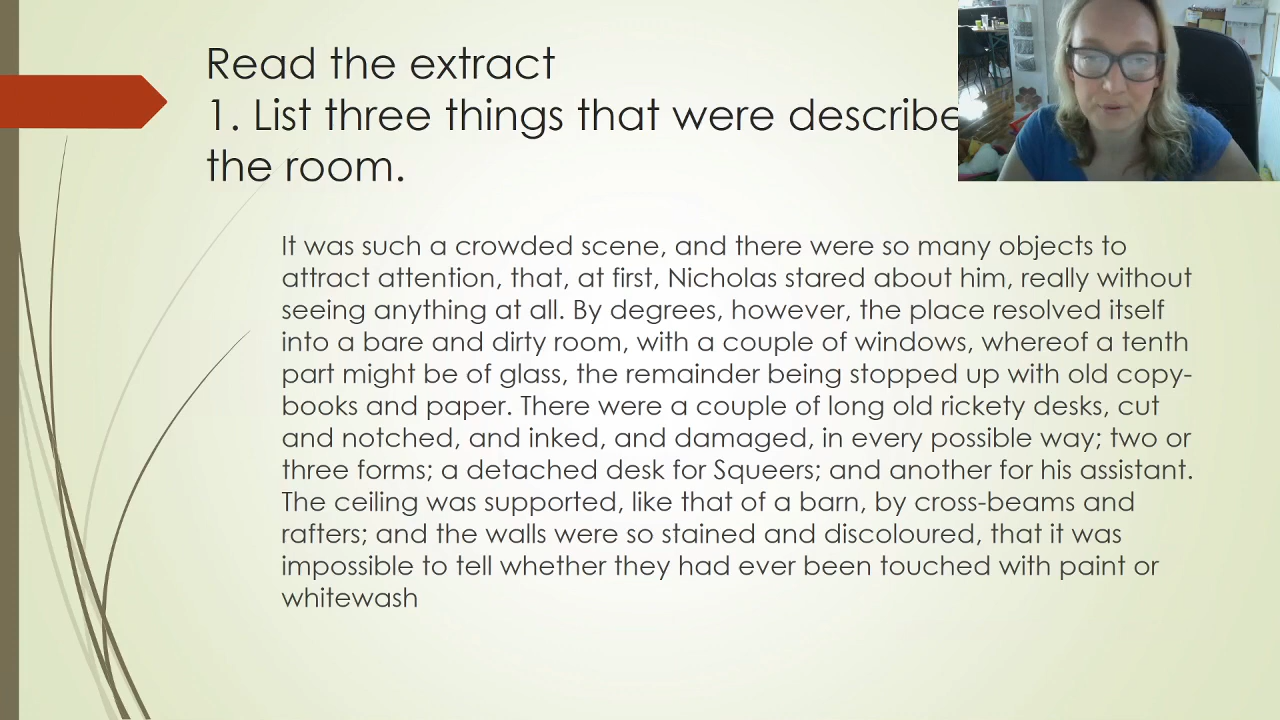 Read the extract
1. List three things that were describe
the room.
It was such a crowded scene, and there were so many objects to
attract attention, that, at first, Nicholas stared about him, really without
seeing anything at all. By degrees, however, the place resolved itself
into a bare and dirty room, with a couple of windows, whereof a tenth
part might be of glass, the remainder being stopped up with old copy-
books and paper. There were a couple of long old rickety desks, cut
and notched, and inked, and damaged, in every possible way; two or
three forms; a detached desk for Squeers; and another for his assistant.
The ceiling was supported, like that of a barn, by cross-beams and
rafters; and the walls were so stained and discoloured, that it was
impossible to tell whether they had ever been touched with paint or
whitewash